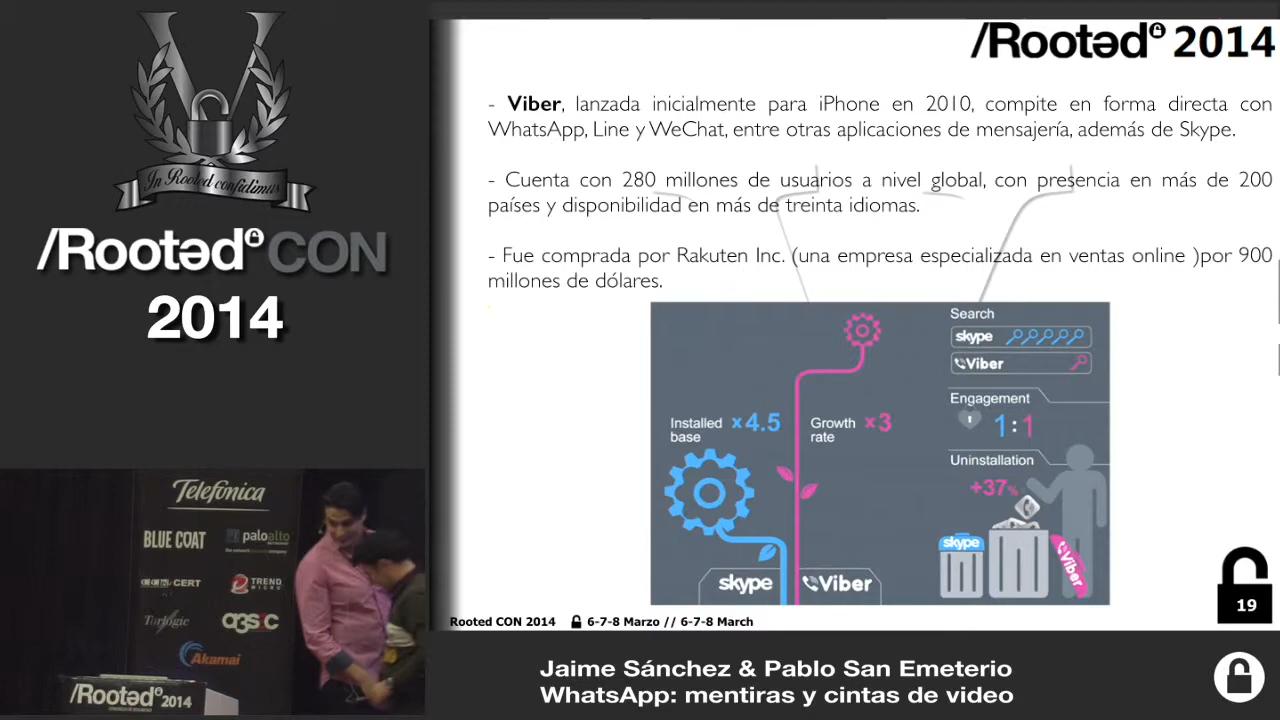 In Rooted confidimus
/Rootəd CON
2014
/Rootəd 2014
- Viber, lanzada inicialmente para iPhone en 2010, compite en forma directa con
WhatsApp, Line y WeChat, entre otras aplicaciones de mensajería, además de Skype.
- Cuenta con 280 millones de usuarios a nivel global, con presencia en más de 200
países y disponibilidad en más de treinta idiomas.
- Fue comprada por Rakuten Inc. (una empresa especializada en ventas online )por 900
millones de dólares.
Installed x4.5
base
Growth x3
rate
skype
Viber
Search
skype
Viber
Engagement
1:1
Uninstallation
+37%
skype
Viber
19
Rooted CON 2014 6-7-8 Marzo // 6-7-8 March
Telefónica
BLUE COAT
paloalto
CERT
TREND
MICRO
Akamai
/Rootəd 2014
Jaime Sánchez & Pablo San Emeterio
WhatsApp: mentiras y cintas de video